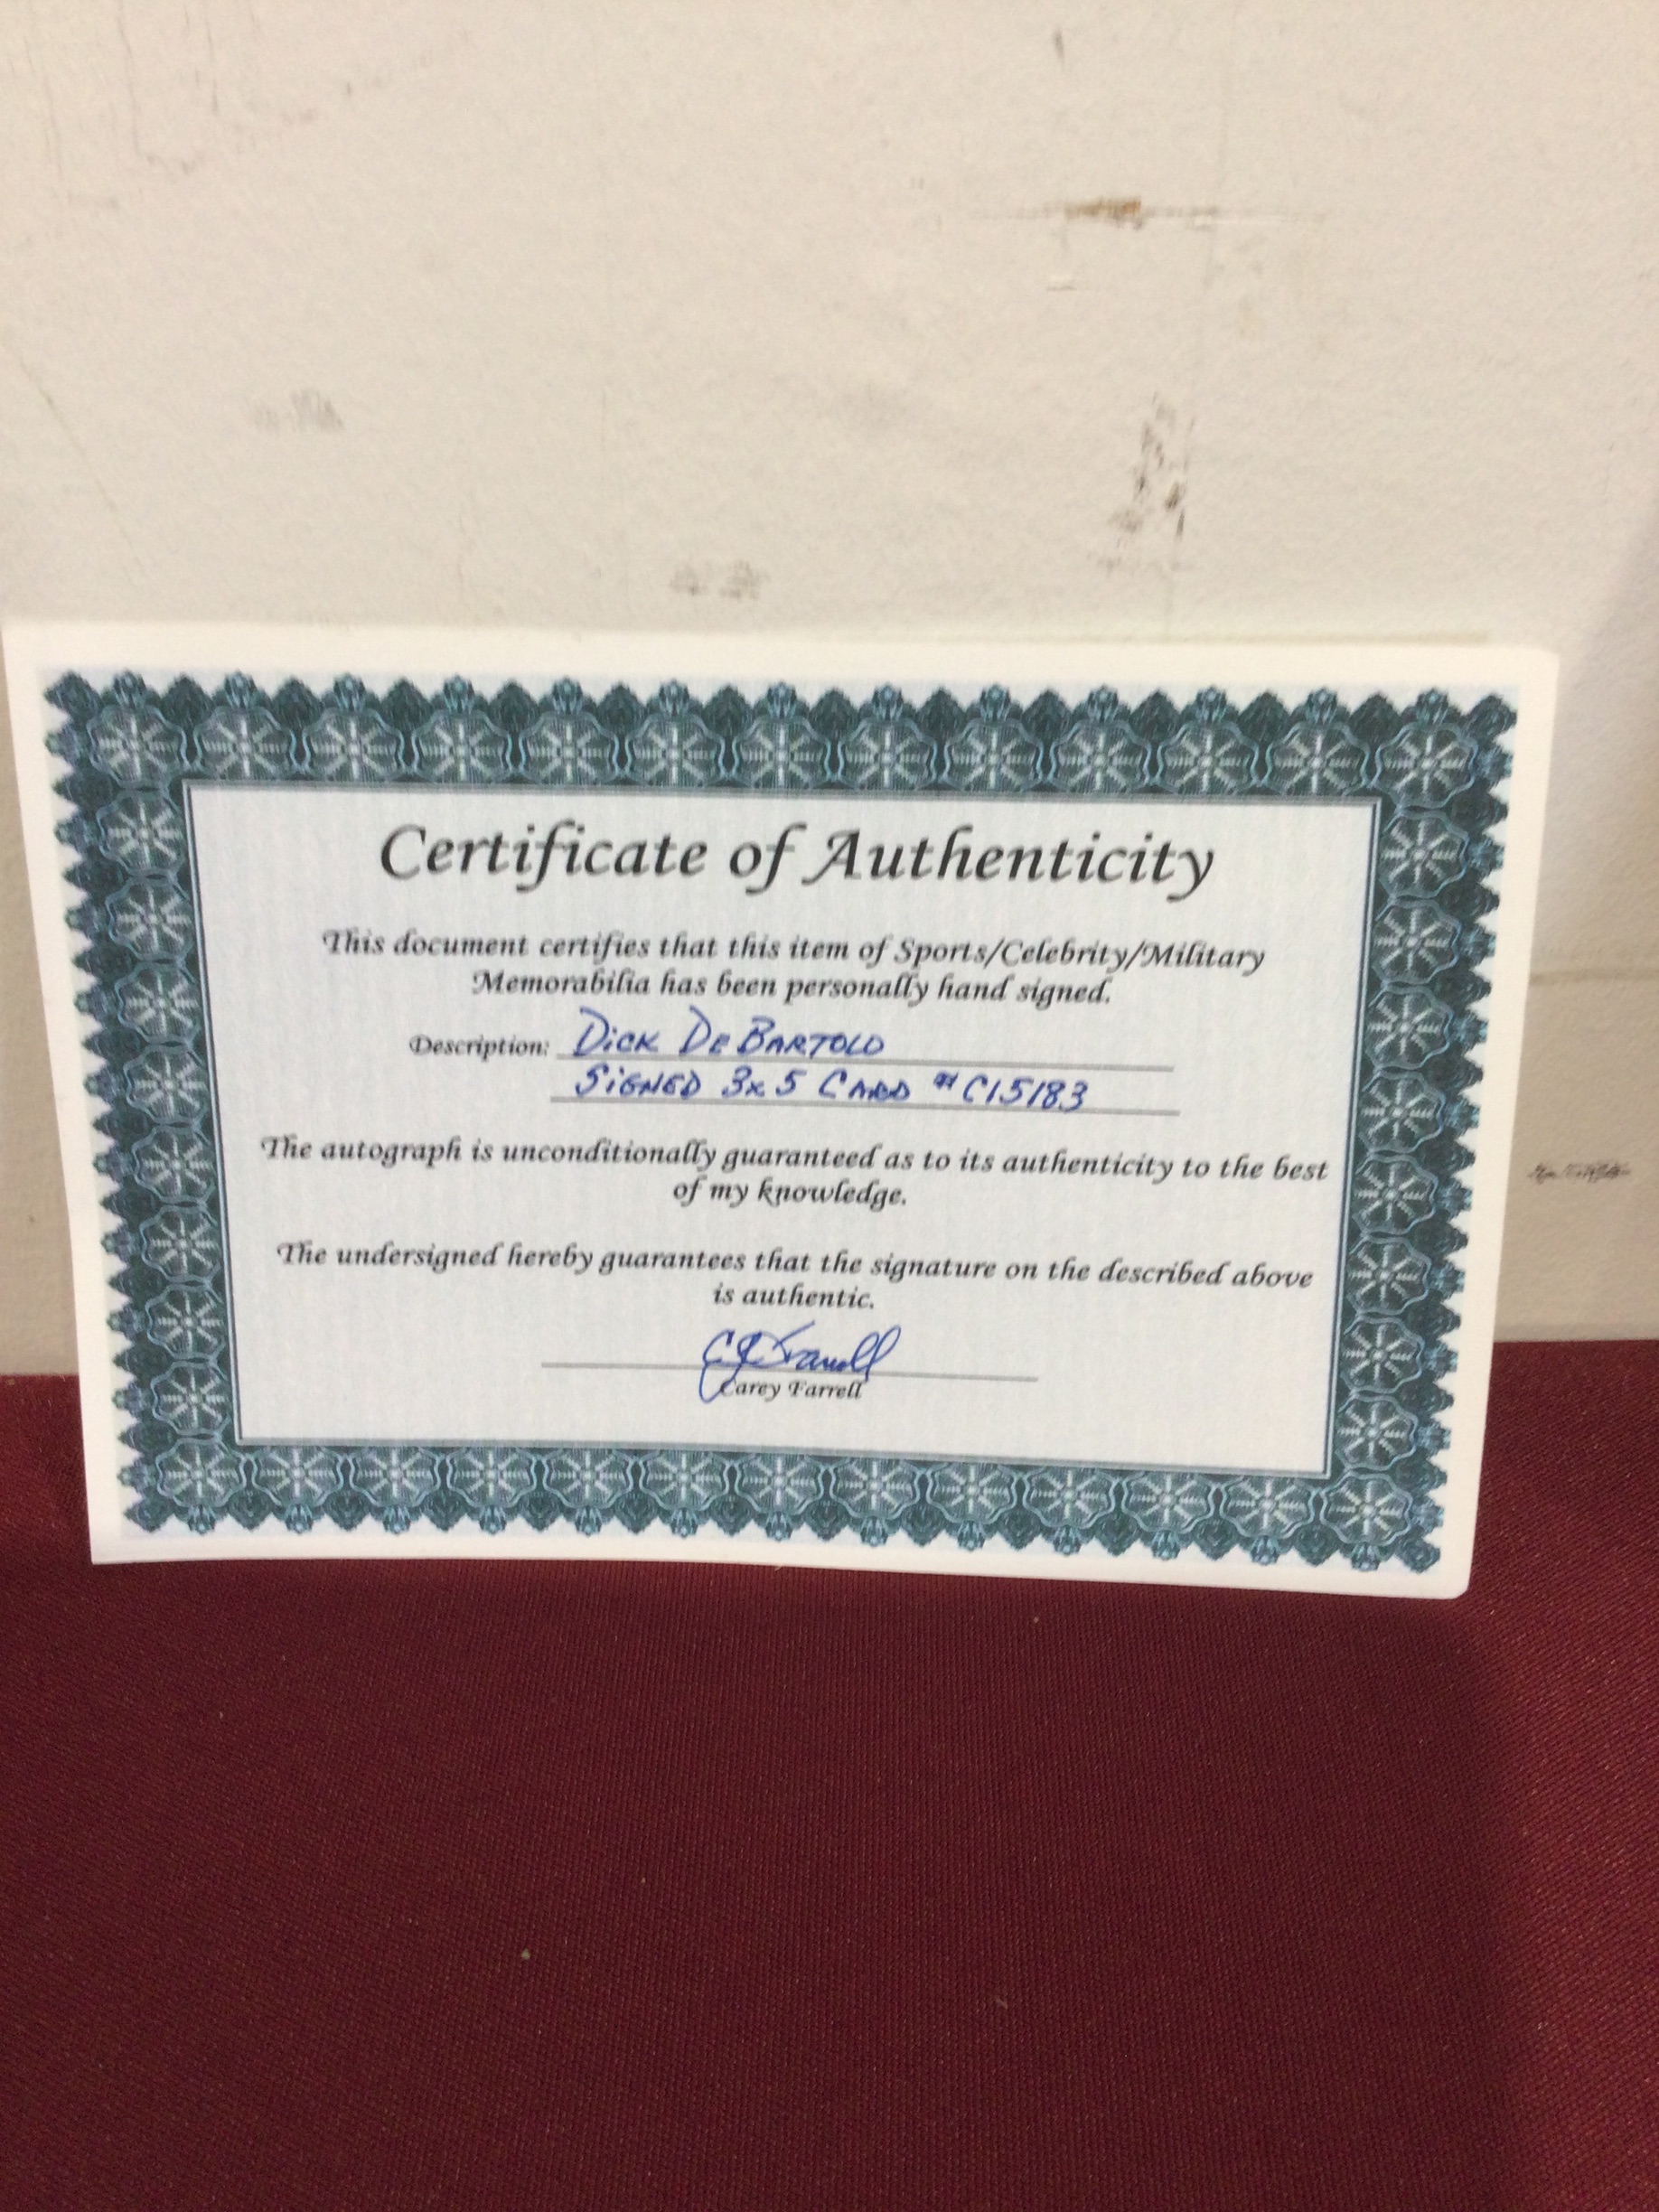 Certificate of Authenticity
This document certifies that this item of Sports/Celebrity/Military
Memorabilia has been personally hand signed.
Description: Dick DeBartolo
Signed 3x5 Card #C15183
The autograph is unconditionally guaranteed as to its authenticity to the best
of my knowledge.
The undersigned hereby guarantees that the signature on the described above
is authentic.
CJ Farrell
Carey Farrell